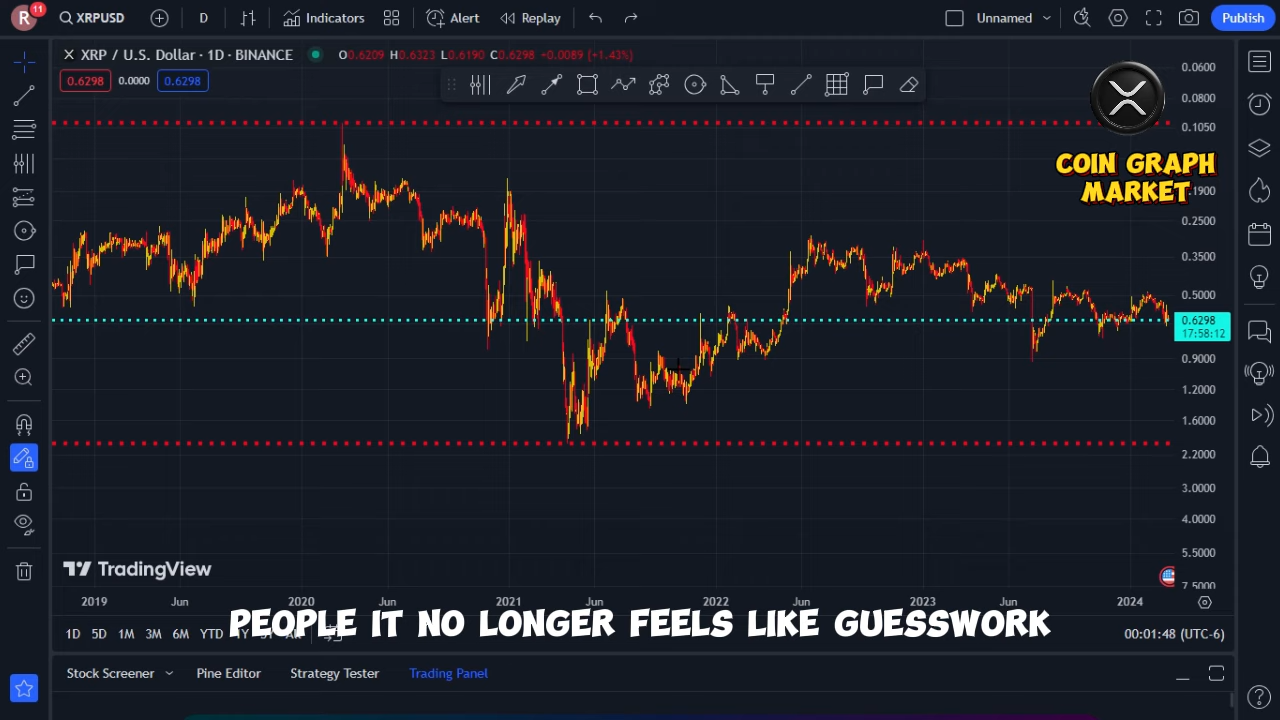 R 11 XRPUSD D Indicators Alert Replay Unnamed Publish
XRP / U.S. Dollar · 1D · BINANCE O0.6209 H0.6323 L0.6190 C0.6298 +0.0089 (+1.43%)
0.6298 0.0000 0.6298
COIN GRAPH
MARKET
0.0600
0.0800
0.1050
1900
0.2500
0.3500
0.5000
0.6298
17:58:12
0.9000
1.2000
1.6000
2.2000
3.0000
4.0000
5.5000
7.5000
TradingView
2019 Jun 2020 Jun 2021 Jun 2022 Jun 2023 Jun 2024
PEOPLE IT NO LONGER FEELS LIKE GUESSWORK
1D 5D 1M 3M 6M YTD 1Y 00:01:48 (UTC-6)
Stock Screener Pine Editor Strategy Tester Trading Panel